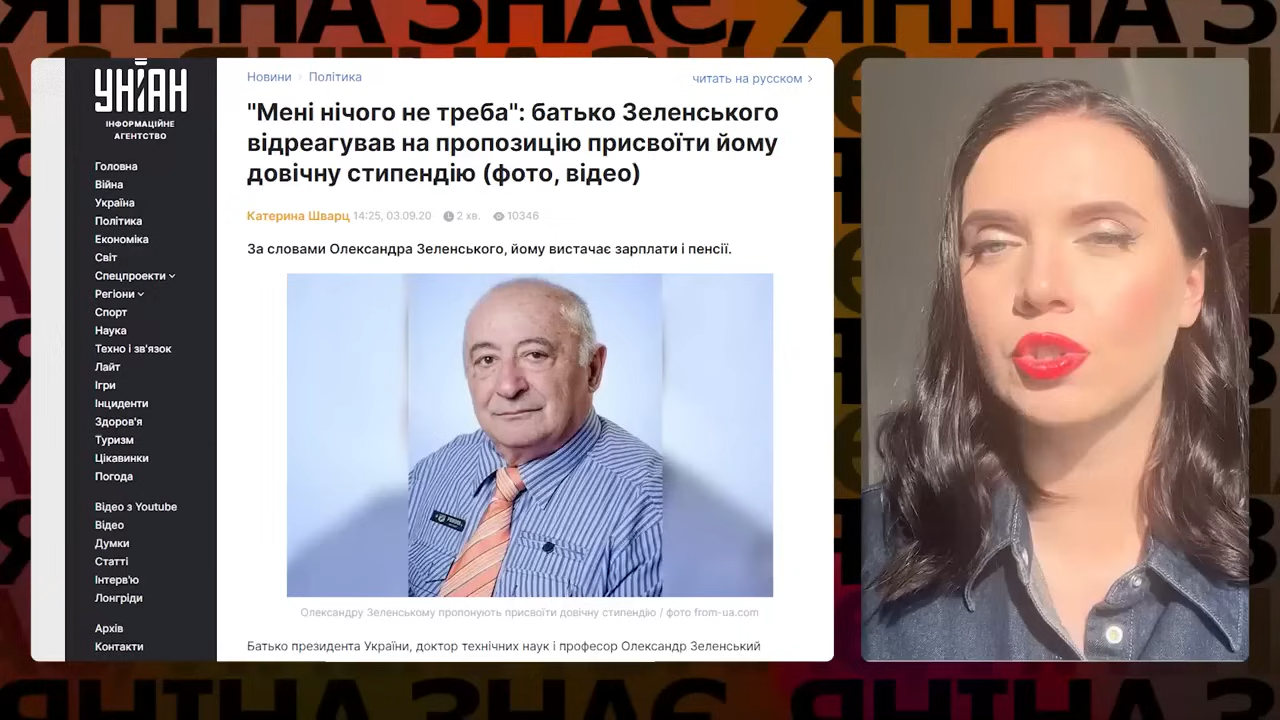 ЯНІНА ЗНАЄ, ЯНІНА З
УНІАН
ІНФОРМАЦІЙНЕ
АГЕНТСТВО
Головна
Війна
Україна
Політика
Економіка
Світ
Спецпроекти
Регіони
Спорт
Наука
Техно і зв'язок
Лайт
Ігри
Інциденти
Здоров'я
Туризм
Цікавинки
Погода
Відео з Youtube
Відео
Думки
Статті
Інтерв'ю
Лонгріди
Архів
Контакти
Новини › Політика
читать на русском ›
"Мені нічого не треба": батько Зеленського
відреагував на пропозицію присвоїти йому
довічну стипендію (фото, відео)
Катерина Шварц 14:25, 03.09.20 2 хв. 10346
За словами Олександра Зеленського, йому вистачає зарплати і пенсії.
Олександру Зеленському пропонують присвоїти довічну стипендію / фото from-ua.com
Батько президента України, доктор технічних наук і професор Олександр Зеленський
ЯНІНА ЗНАЄ, ЯНІНА З